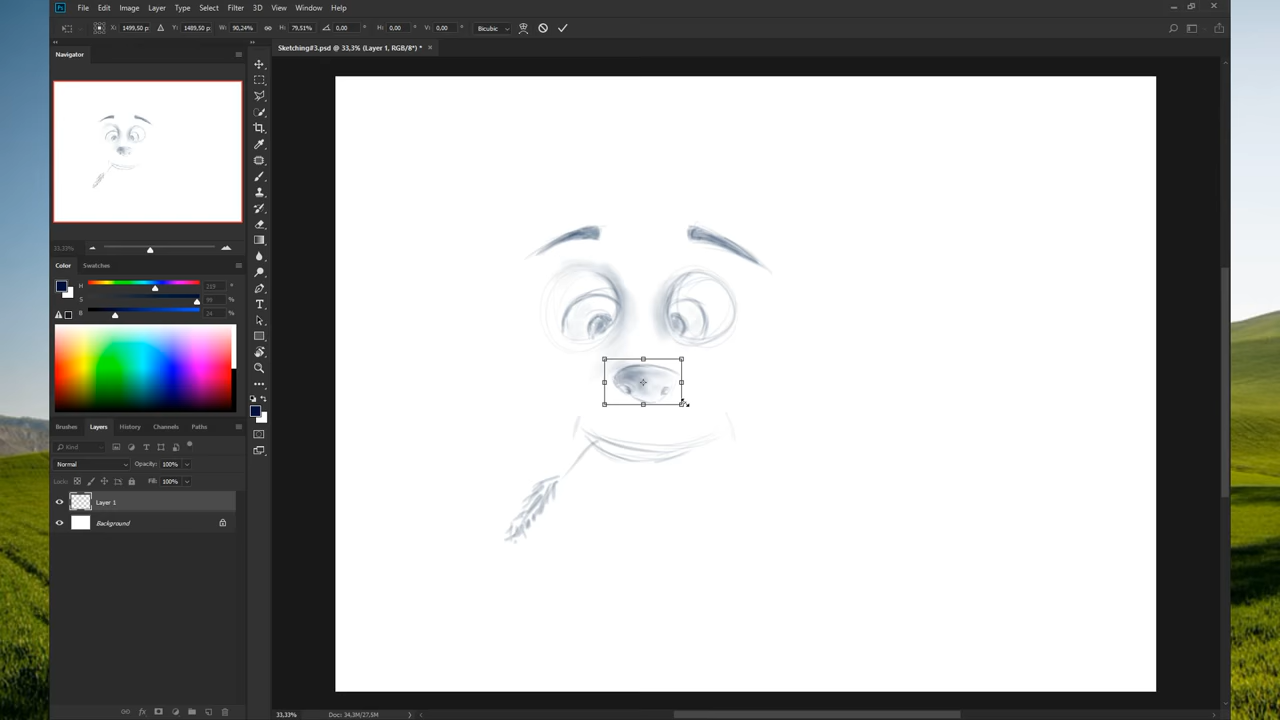 Ps File Edit Image Layer Type Select Filter 3D View Window Help
X: 1499,50 p Y: 1489,50 p W: 90,24% H: 79,51% 0,00 ° H: 0,00 ° V: 0,00 ° Bicubic
Navigator
Sketching#3.psd @ 33,3% (Layer 1, RGB/8*) * ×
33,33%
Color Swatches
H 219 °
S 99 %
B 24 %
Layers History Channels Paths
Kind
Normal Opacity: 100%
Lock: Fill: 100%
Layer 1
Background
33,33% Doc: 34,3M/27,5M